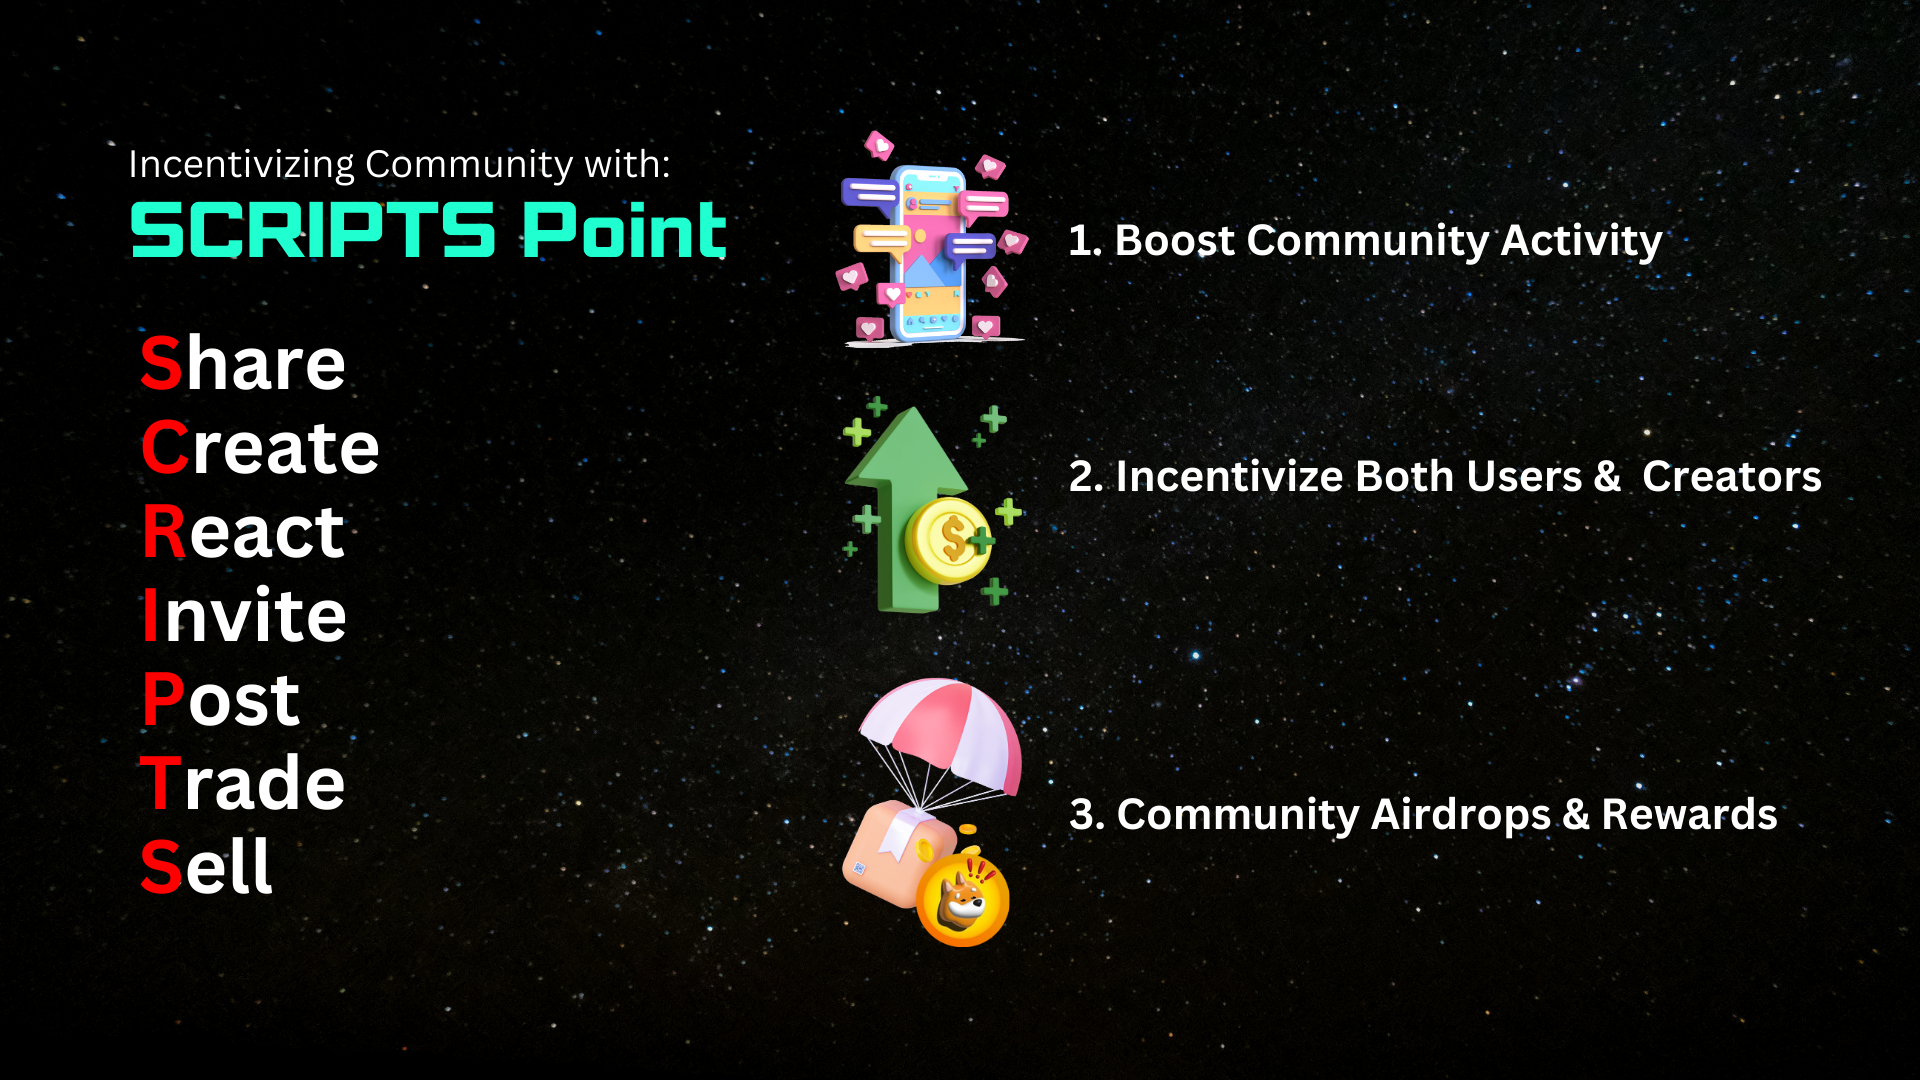 Incentivizing Community with:
SCRIPTS Point
Share
Create
React
Invite
Post
Trade
Sell
1. Boost Community Activity
2. Incentivize Both Users &  Creators
3. Community Airdrops & Rewards